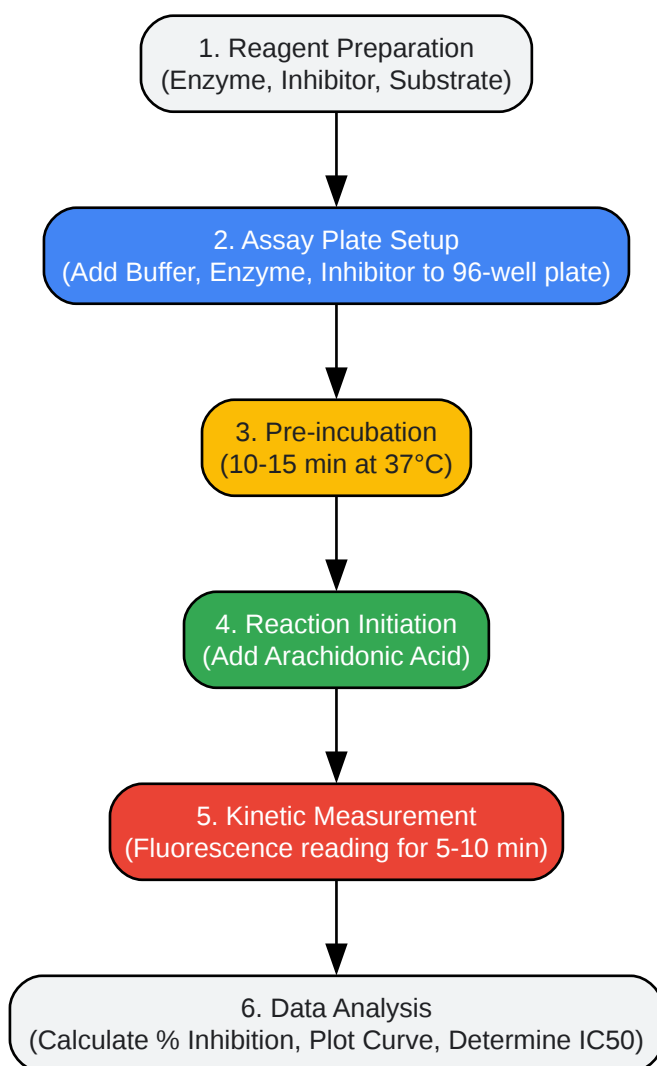 1. Reagent Preparation
(Enzyme, Inhibitor, Substrate)
2. Assay Plate Setup
(Add Buffer, Enzyme, Inhibitor to 96-well plate)
3. Pre-incubation
(10-15 min at 37°C)
4. Reaction Initiation
(Add Arachidonic Acid)
5. Kinetic Measurement
(Fluorescence reading for 5-10 min)
6. Data Analysis
(Calculate % Inhibition, Plot Curve, Determine IC50)